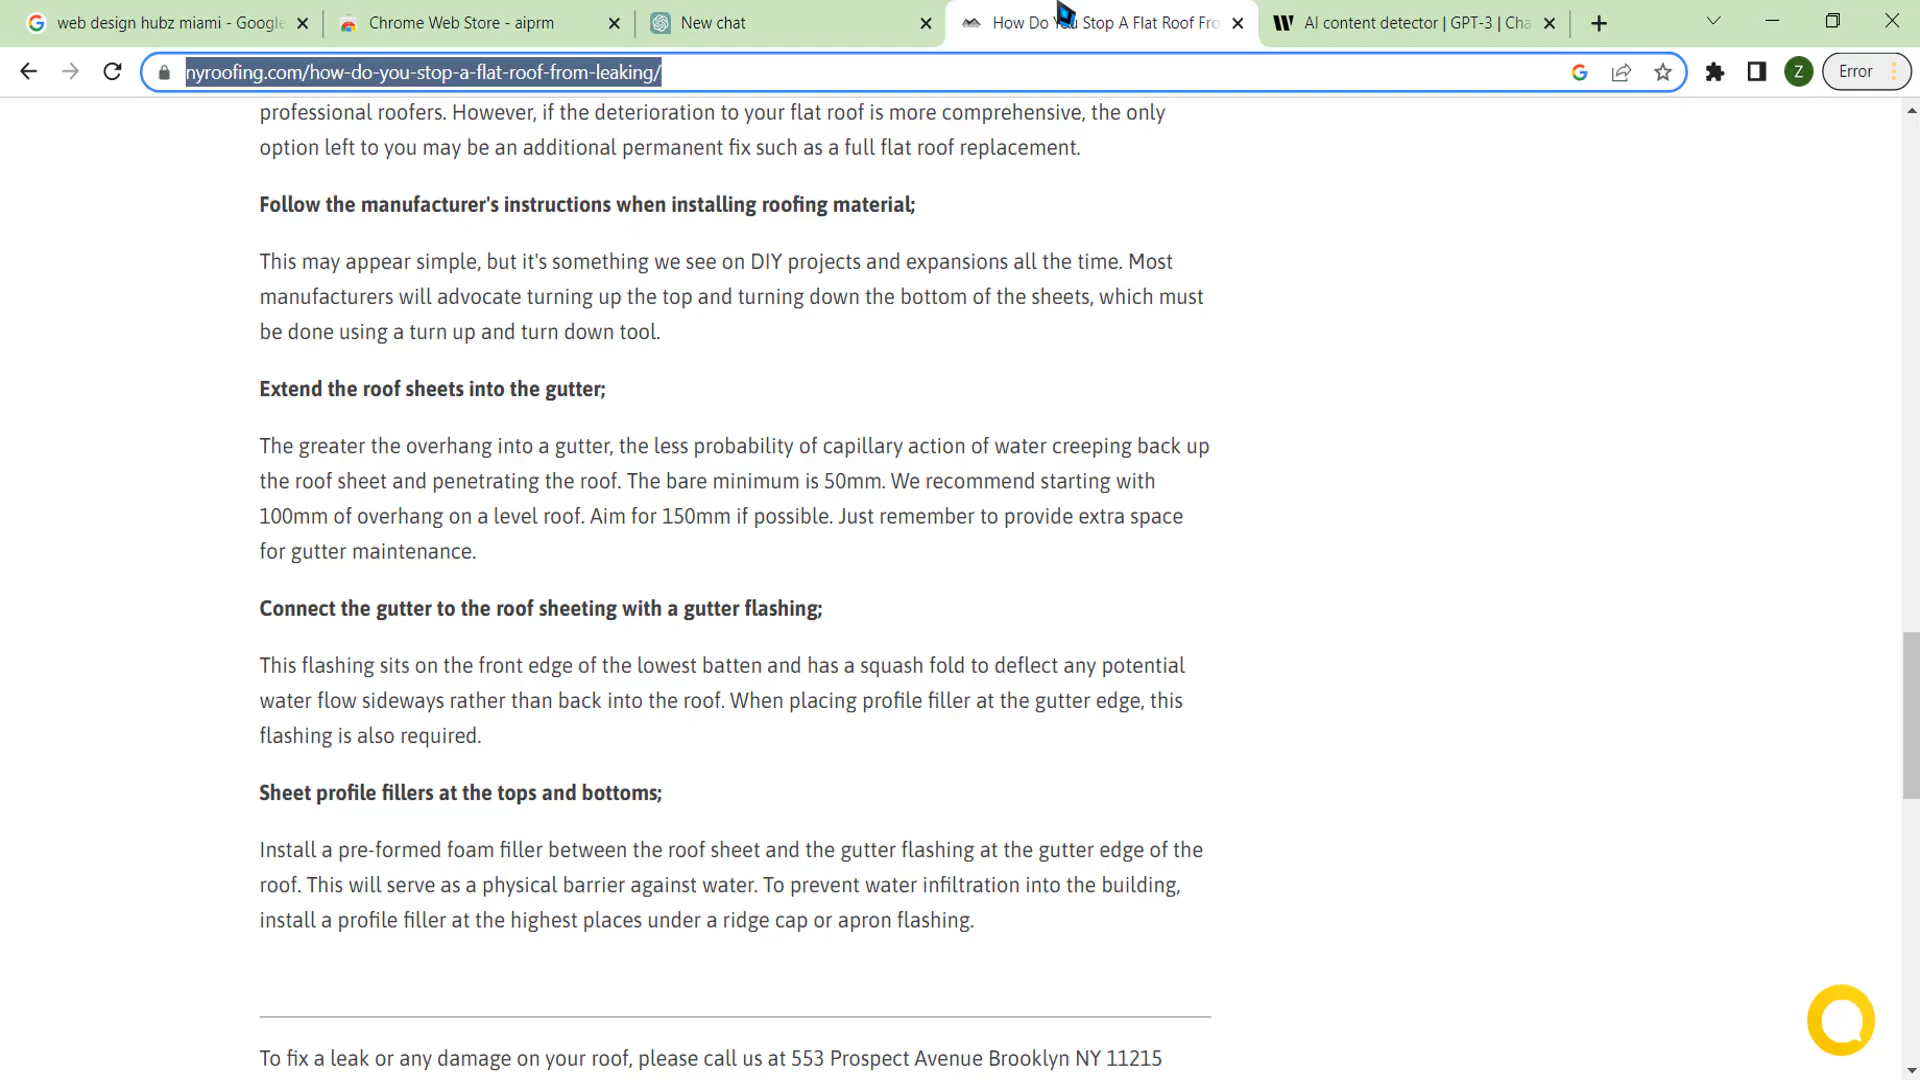 web design hubz miami - Google
Chrome Web Store - aiprm
New chat
How Do You Stop A Flat Roof Fro
AI content detector | GPT-3 | Cha
nyroofing.com/how-do-you-stop-a-flat-roof-from-leaking/
Z
Error
professional roofers. However, if the deterioration to your flat roof is more comprehensive, the only
option left to you may be an additional permanent fix such as a full flat roof replacement.
Follow the manufacturer's instructions when installing roofing material;
This may appear simple, but it's something we see on DIY projects and expansions all the time. Most
manufacturers will advocate turning up the top and turning down the bottom of the sheets, which must
be done using a turn up and turn down tool.
Extend the roof sheets into the gutter;
The greater the overhang into a gutter, the less probability of capillary action of water creeping back up
the roof sheet and penetrating the roof. The bare minimum is 50mm. We recommend starting with
100mm of overhang on a level roof. Aim for 150mm if possible. Just remember to provide extra space
for gutter maintenance.
Connect the gutter to the roof sheeting with a gutter flashing;
This flashing sits on the front edge of the lowest batten and has a squash fold to deflect any potential
water flow sideways rather than back into the roof. When placing profile filler at the gutter edge, this
flashing is also required.
Sheet profile fillers at the tops and bottoms;
Install a pre-formed foam filler between the roof sheet and the gutter flashing at the gutter edge of the
roof. This will serve as a physical barrier against water. To prevent water infiltration into the building,
install a profile filler at the highest places under a ridge cap or apron flashing.
To fix a leak or any damage on your roof, please call us at 553 Prospect Avenue Brooklyn NY 11215